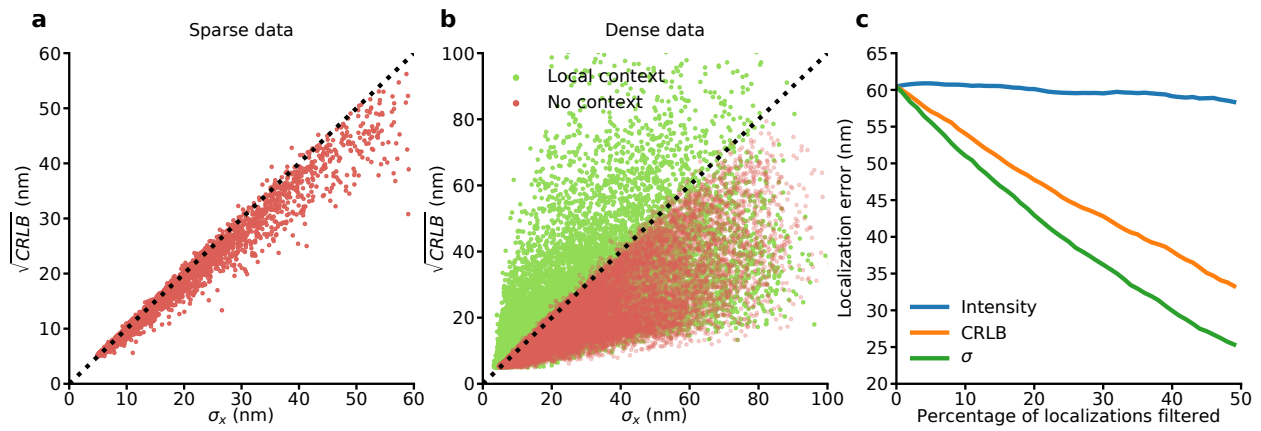 a
Sparse data
60
50
40
30
20
10
0
√CRLB (nm)
0 10 20 30 40 50 60
σx (nm)
b
Dense data
100
80
60
40
20
0
√CRLB (nm)
Local context
No context
0 20 40 60 80 100
σx (nm)
c
65
60
55
50
45
40
35
30
25
20
Localization error (nm)
Intensity
CRLB
σ
0 10 20 30 40 50
Percentage of localizations filtered